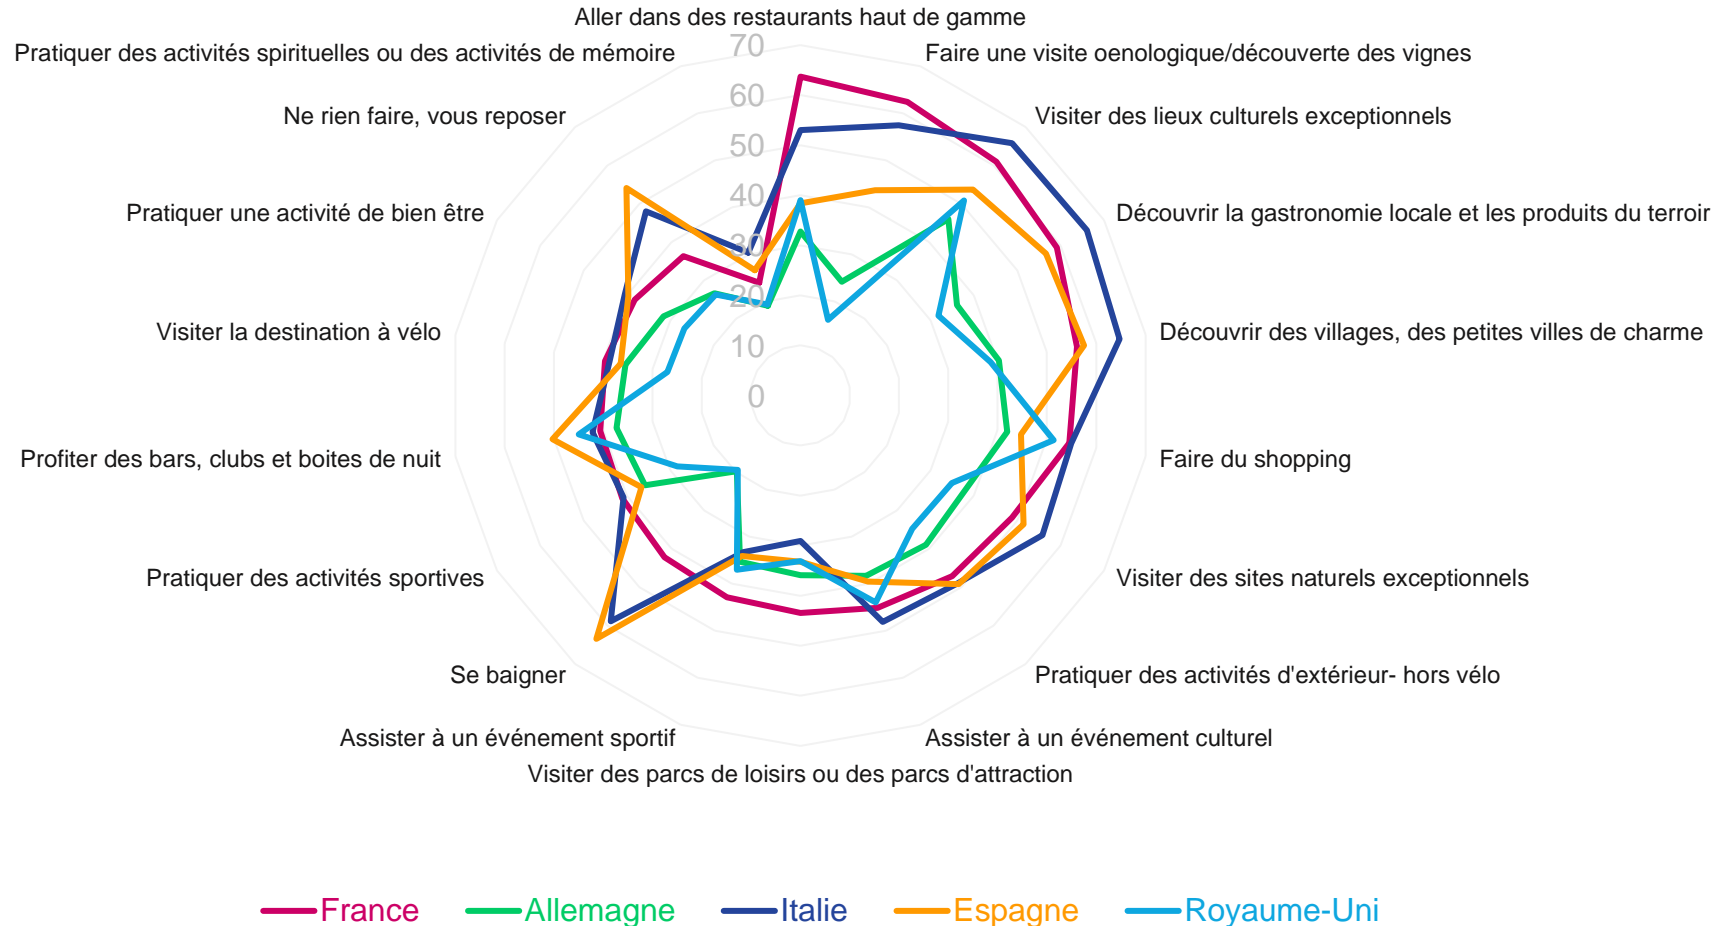 Aller dans des restaurants haut de gamme
Pratiquer des activités spirituelles ou des activités de mémoire
70
Faire une visite oenologique/découverte des vignes
60
Ne rien faire, vous reposer
Visiter des lieux culturels exceptionnels
50
40
Pratiquer une activité de bien être
Découvrir la gastronomie locale et les produits du terroir
30
20
Visiter la destination à vélo
Découvrir des villages, des petites villes de charme
10
0
Profiter des bars, clubs et boites de nuit
Faire du shopping
Pratiquer des activités sportives
Visiter des sites naturels exceptionnels
Se baigner
Pratiquer des activités d'extérieur- hors vélo
Assister à un événement sportif
Assister à un événement culturel
Visiter des parcs de loisirs ou des parcs d'attraction
France
Allemagne
Italie
Espagne
Royaume-Uni